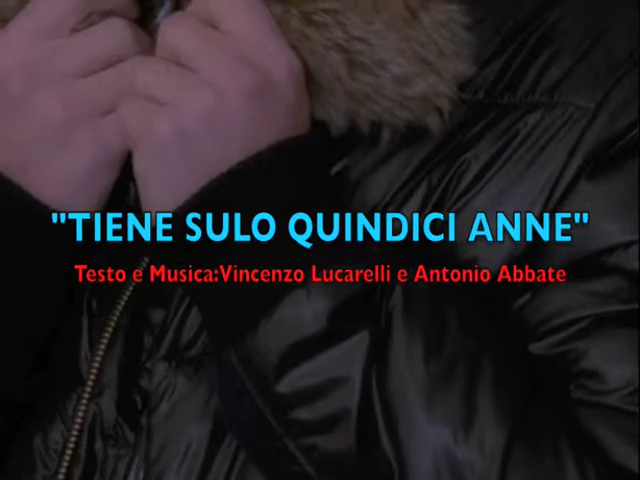 "TIENE SULO QUINDICI ANNE"
Testo e Musica:Vincenzo Lucarelli e Antonio Abbate